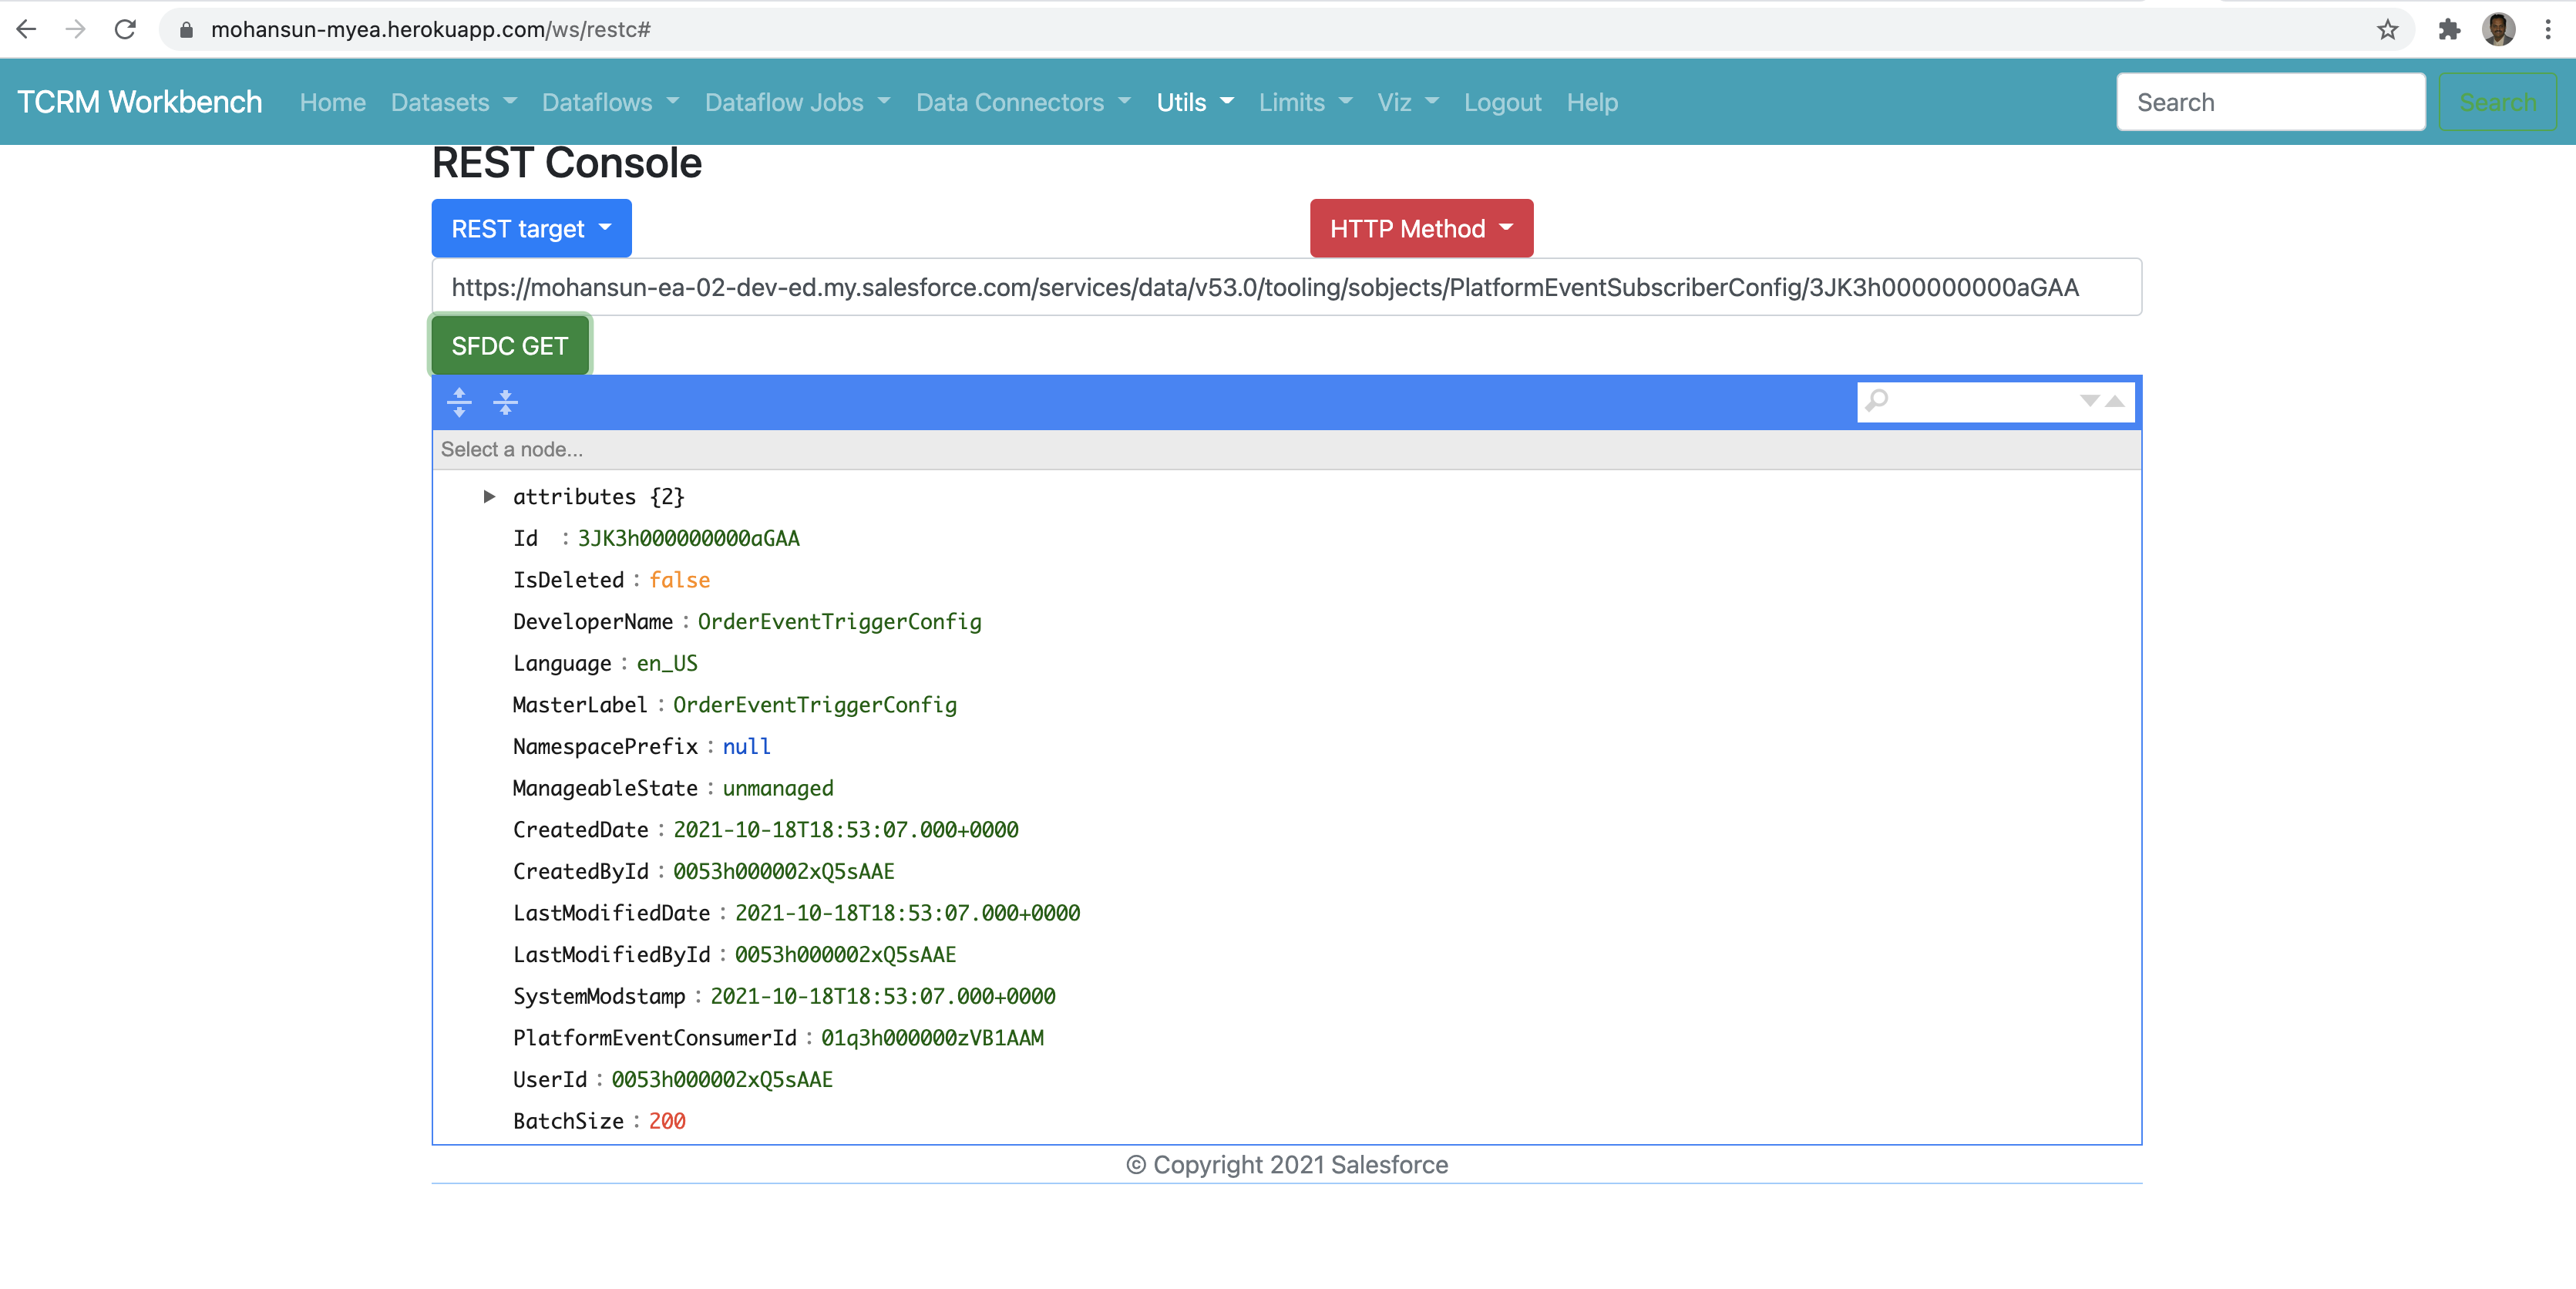 mohansun-myea.herokuapp.com/ws/restc#
TCRM Workbench Home Datasets Dataflows Dataflow Jobs Data Connectors Utils Limits Viz Logout Help Search Search
REST Console
REST target HTTP Method
https://mohansun-ea-02-dev-ed.my.salesforce.com/services/data/v53.0/tooling/sobjects/PlatformEventSubscriberConfig/3JK3h000000000aGAA
SFDC GET
Select a node...
attributes {2}
Id : 3JK3h000000000aGAA
IsDeleted : false
DeveloperName : OrderEventTriggerConfig
Language : en_US
MasterLabel : OrderEventTriggerConfig
NamespacePrefix : null
ManageableState : unmanaged
CreatedDate : 2021-10-18T18:53:07.000+0000
CreatedById : 0053h000002xQ5sAAE
LastModifiedDate : 2021-10-18T18:53:07.000+0000
LastModifiedById : 0053h000002xQ5sAAE
SystemModstamp : 2021-10-18T18:53:07.000+0000
PlatformEventConsumerId : 01q3h000000zVB1AAM
UserId : 0053h000002xQ5sAAE
BatchSize : 200
© Copyright 2021 Salesforce